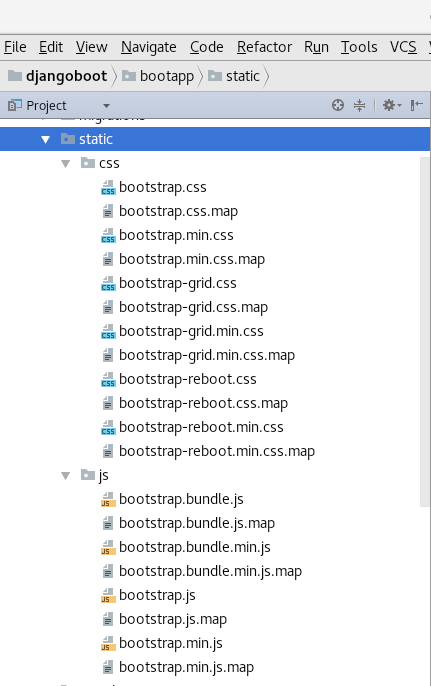 File Edit View Navigate Code Refactor Run Tools VCS
djangoboot bootapp static
Project
migrations
static
css
bootstrap.css
bootstrap.css.map
bootstrap.min.css
bootstrap.min.css.map
bootstrap-grid.css
bootstrap-grid.css.map
bootstrap-grid.min.css
bootstrap-grid.min.css.map
bootstrap-reboot.css
bootstrap-reboot.css.map
bootstrap-reboot.min.css
bootstrap-reboot.min.css.map
js
bootstrap.bundle.js
bootstrap.bundle.js.map
bootstrap.bundle.min.js
bootstrap.bundle.min.js.map
bootstrap.js
bootstrap.js.map
bootstrap.min.js
bootstrap.min.js.map